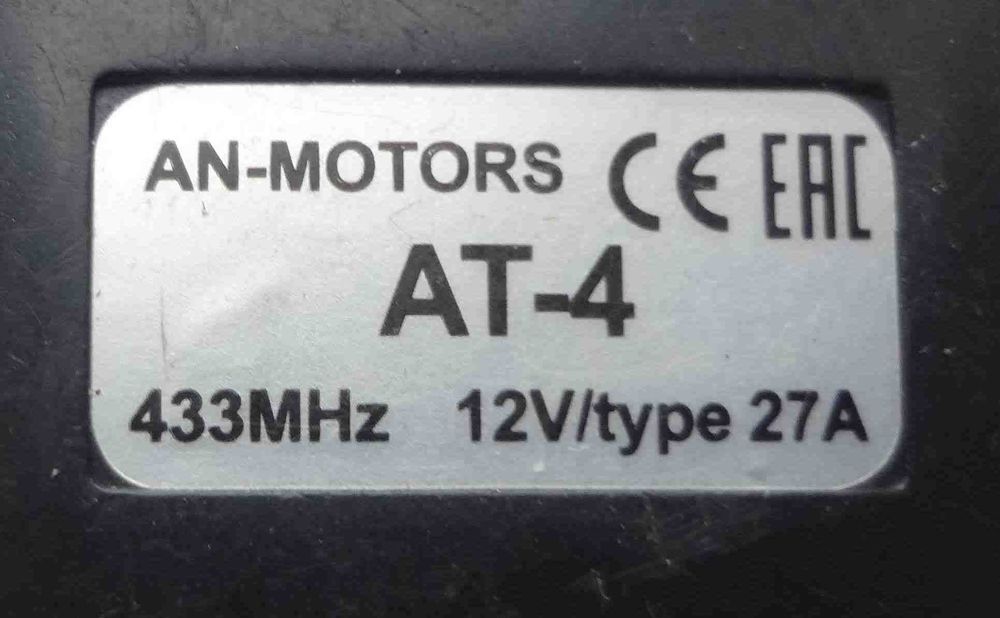 AN-MOTORS CE EAC
AT-4
433MHz 12V/type 27A